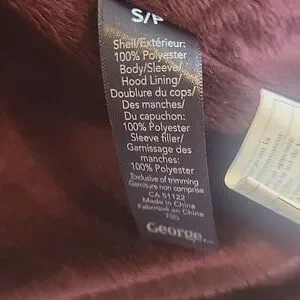 S/P
Shell/Extérieur:
100% Polyester
Body/Sleeve/
Hood Lining/
Doublure du corps/
Des manches/
Du capuchon:
100% Polyester
Sleeve filler/
Garnissage des
manches:
100% Polyester
Exclusive of trimming
Garniture non comprise
CA 51122
Made in China
Fabriqué en Chine
TSG
George